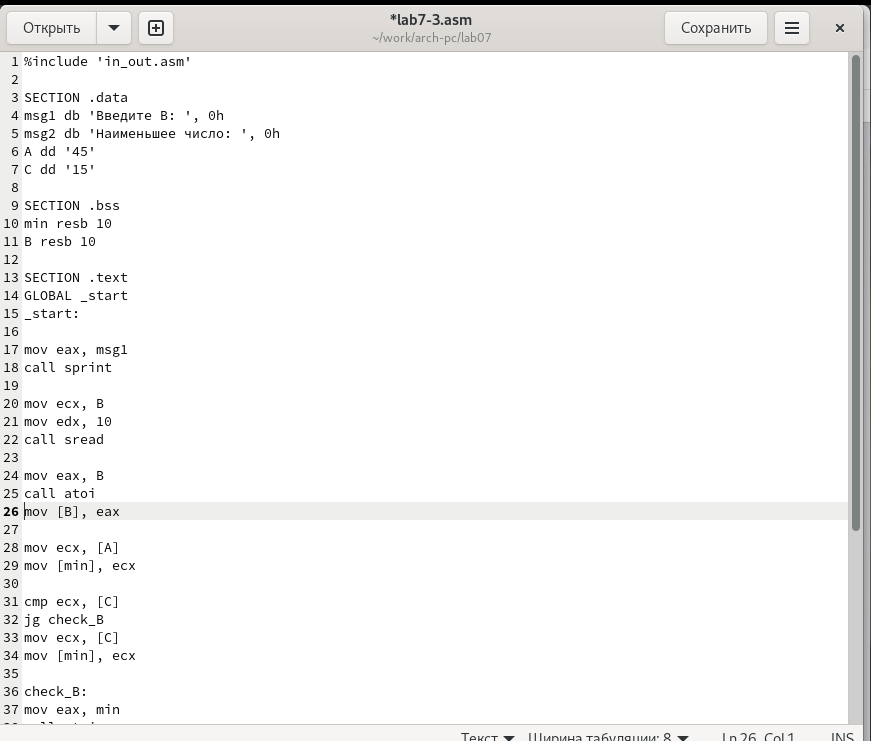 Открыть
*lab7-3.asm
~/work/arch-pc/lab07
Сохранить
1 %include 'in_out.asm'
2
3 SECTION .data
4 msg1 db 'Введите B: ', 0h
5 msg2 db 'Наименьшее число: ', 0h
6 A dd '45'
7 C dd '15'
8
9 SECTION .bss
10 min resb 10
11 B resb 10
12
13 SECTION .text
14 GLOBAL _start
15 _start:
16
17 mov eax, msg1
18 call sprint
19
20 mov ecx, B
21 mov edx, 10
22 call sread
23
24 mov eax, B
25 call atoi
26 mov [B], eax
27
28 mov ecx, [A]
29 mov [min], ecx
30
31 cmp ecx, [C]
32 jg check_B
33 mov ecx, [C]
34 mov [min], ecx
35
36 check_B:
37 mov eax, min
Текст Ширина табуляции: 8 Ln 26, Col 1 INS